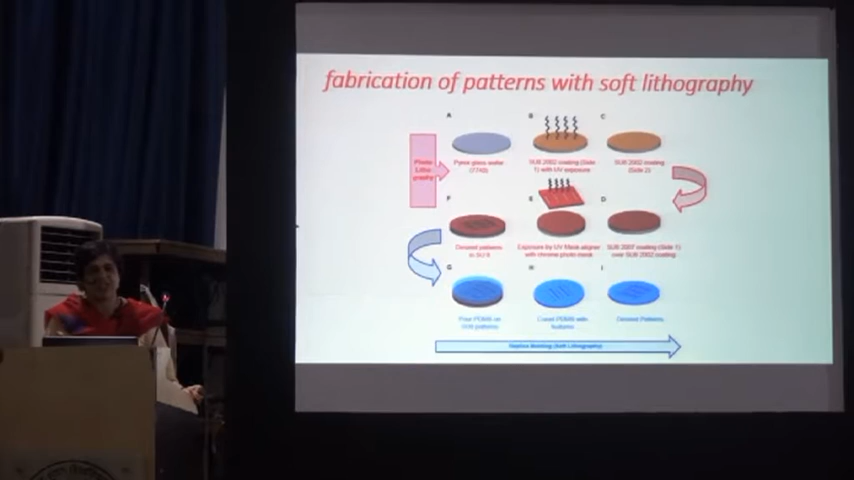 fabrication of patterns with soft lithography
A
B
C
Photo
Litho
graphy
Pyrex glass wafer
(7740)
SU8 2002 coating (Side
1) with UV exposure
SU8 2002 coating
(Side 2)
F
E
D
Desired patterns
in SU 8
Exposure by UV Mask aligner
with chrome photo mask
SU8 2007 coating (Side 1)
over SU8 2002 coating
G
H
I
Pour PDMS on
SU8 patterns
Cured PDMS with
Desired Patterns
Replica Molding (Soft Lithography)